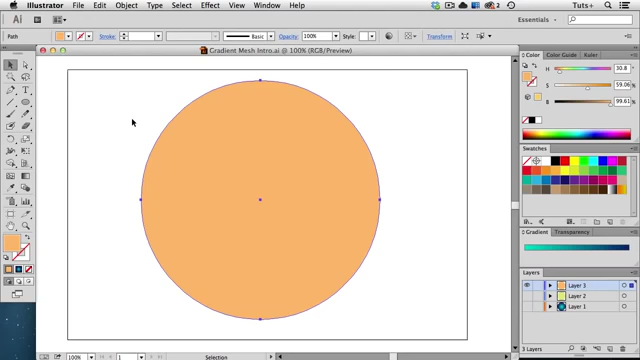 Illustrator File Edit Object Type Select Effect View Window Help Tuts+
Ai Essentials
Path Stroke: Basic Opacity: 100% Style: Transform
Gradient Mesh Intro.ai @ 100% (RGB/Preview)
Color Color Guide Kuler
H 30.8
S 59.06
B 99.61
Swatches
Gradient Transparency
Layers
Layer 3
Layer 2
Layer 1
3 Layers
100% 1 Selection